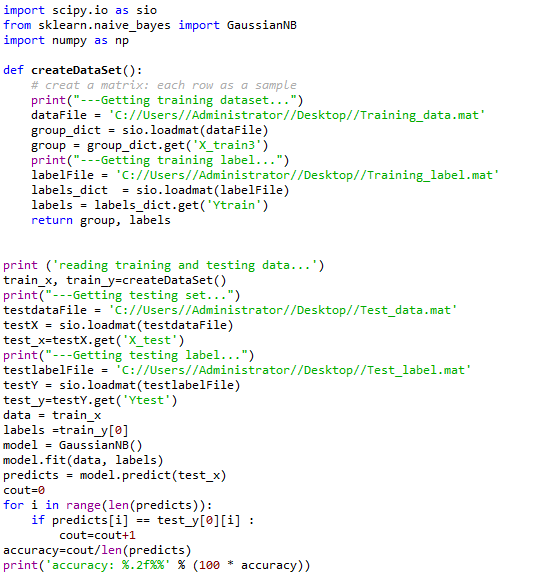 import scipy.io as sio
from sklearn.naive_bayes import GaussianNB
import numpy as np
def createDataSet():
    # creat a matrix: each row as a sample
    print("---Getting training dataset...")
    dataFile = 'C://Users//Administrator//Desktop//Training_data.mat'
    group_dict = sio.loadmat(dataFile)
    group = group_dict.get('X_train3')
    print("---Getting training label...")
    labelFile = 'C://Users//Administrator//Desktop//Training_label.mat'
    labels_dict  = sio.loadmat(labelFile)
    labels = labels_dict.get('Ytrain')
    return group, labels
print ('reading training and testing data...')
train_x, train_y=createDataSet()
print("---Getting testing set...")
testdataFile = 'C://Users//Administrator//Desktop//Test_data.mat'
testX = sio.loadmat(testdataFile)
test_x=testX.get('X_test')
print("---Getting testing label...")
testlabelFile = 'C://Users//Administrator//Desktop//Test_label.mat'
testY = sio.loadmat(testlabelFile)
test_y=testY.get('Ytest')
data = train_x
labels =train_y[0]
model = GaussianNB()
model.fit(data, labels)
predicts = model.predict(test_x)
cout=0
for i in range(len(predicts)):
    if predicts[i] == test_y[0][i] :
        cout=cout+1
accuracy=cout/len(predicts)
print('accuracy: %.2f%%' % (100 * accuracy))